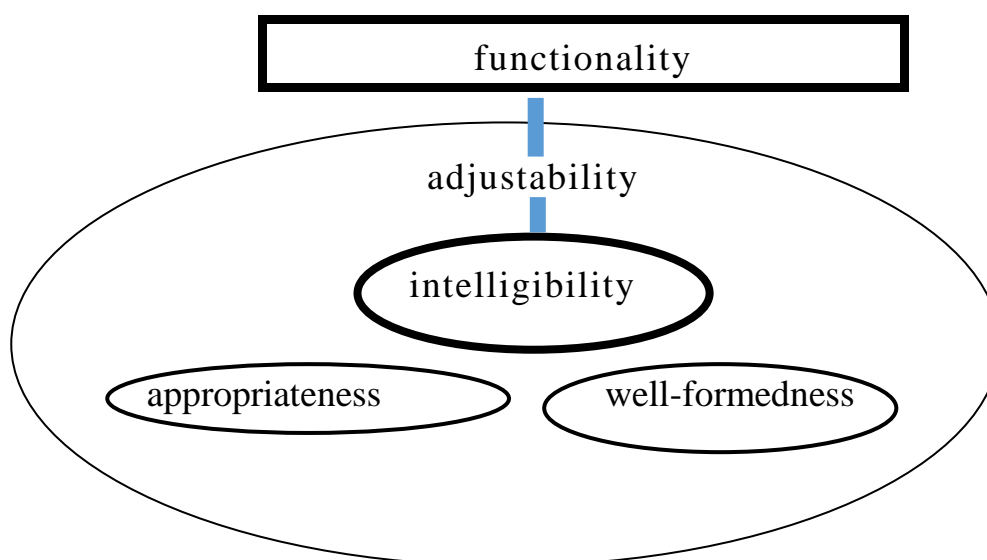 functionality
adjustability
intelligibility
appropriateness
well-formedness